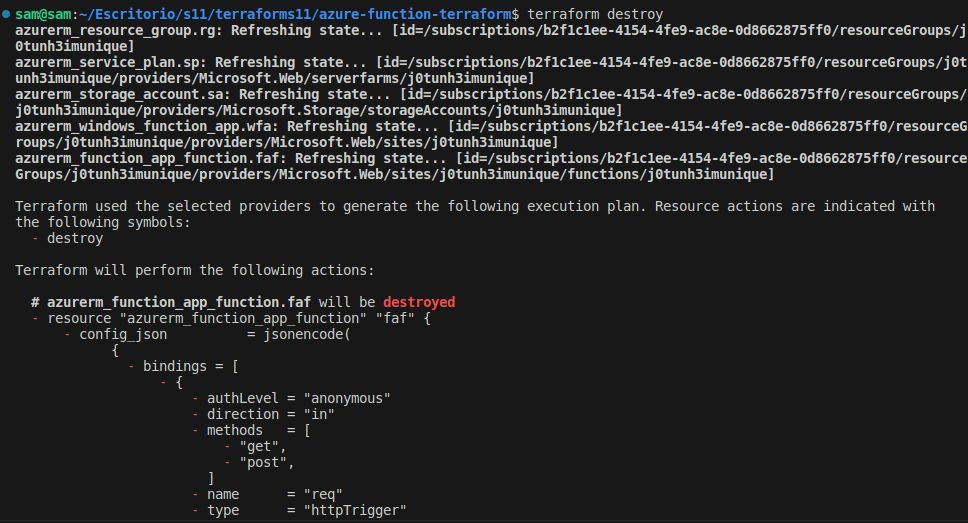 sam@sam:~/Escritorio/s11/terraforms11/azure-function-terraform$ terraform destroy
azurerm_resource_group.rg: Refreshing state... [id=/subscriptions/b2f1c1ee-4154-4fe9-ac8e-0d8662875ff0/resourceGroups/j
0tunh3imunique]
azurerm_service_plan.sp: Refreshing state... [id=/subscriptions/b2f1c1ee-4154-4fe9-ac8e-0d8662875ff0/resourceGroups/j0t
unh3imunique/providers/Microsoft.Web/serverfarms/j0tunh3imunique]
azurerm_storage_account.sa: Refreshing state... [id=/subscriptions/b2f1c1ee-4154-4fe9-ac8e-0d8662875ff0/resourceGroups/
j0tunh3imunique/providers/Microsoft.Storage/storageAccounts/j0tunh3imunique]
azurerm_windows_function_app.wfa: Refreshing state... [id=/subscriptions/b2f1c1ee-4154-4fe9-ac8e-0d8662875ff0/resourceG
roups/j0tunh3imunique/providers/Microsoft.Web/sites/j0tunh3imunique]
azurerm_function_app_function.faf: Refreshing state... [id=/subscriptions/b2f1c1ee-4154-4fe9-ac8e-0d8662875ff0/resource
Groups/j0tunh3imunique/providers/Microsoft.Web/sites/j0tunh3imunique/functions/j0tunh3imunique]

Terraform used the selected providers to generate the following execution plan. Resource actions are indicated with
the following symbols:
  - destroy

Terraform will perform the following actions:

  # azurerm_function_app_function.faf will be destroyed
  - resource "azurerm_function_app_function" "faf" {
      - config_json          = jsonencode(
            {
              - bindings = [
                  - {
                      - authLevel = "anonymous"
                      - direction = "in"
                      - methods   = [
                          - "get",
                          - "post",
                        ]
                      - name      = "req"
                      - type      = "httpTrigger"